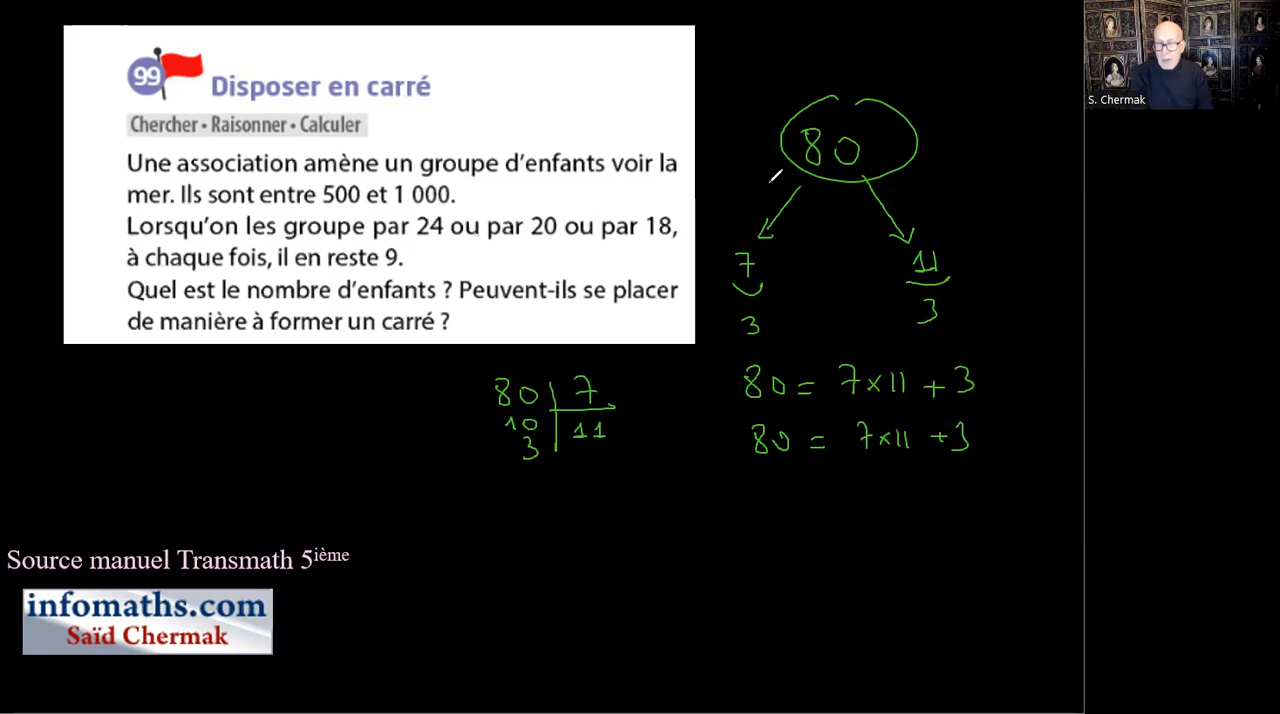 99 Disposer en carré
Chercher • Raisonner • Calculer
Une association amène un groupe d'enfants voir la
mer. Ils sont entre 500 et 1 000.
Lorsqu'on les groupe par 24 ou par 20 ou par 18,
à chaque fois, il en reste 9.
Quel est le nombre d'enfants ? Peuvent-ils se placer
de manière à former un carré ?
80
7 11
3 3
80 = 7 × 11 + 3
80 = 7 × 11 + 3
80 7
10 11
3
Source manuel Transmath 5ième
infomaths.com
Saïd Chermak
S. Chermak